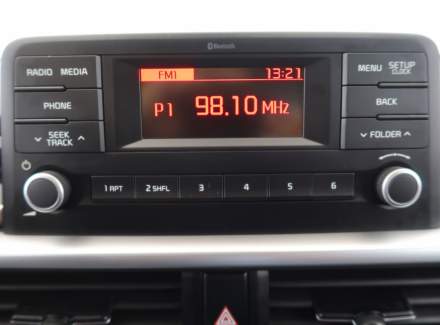 Bluetooth
RADIO MEDIA
FM1 13:21
MENU SETUP
CLOCK
PHONE
P1 98.10 MHz
BACK
SEEK
TRACK
FOLDER
1 RPT 2 SHFL 3 4 5 6